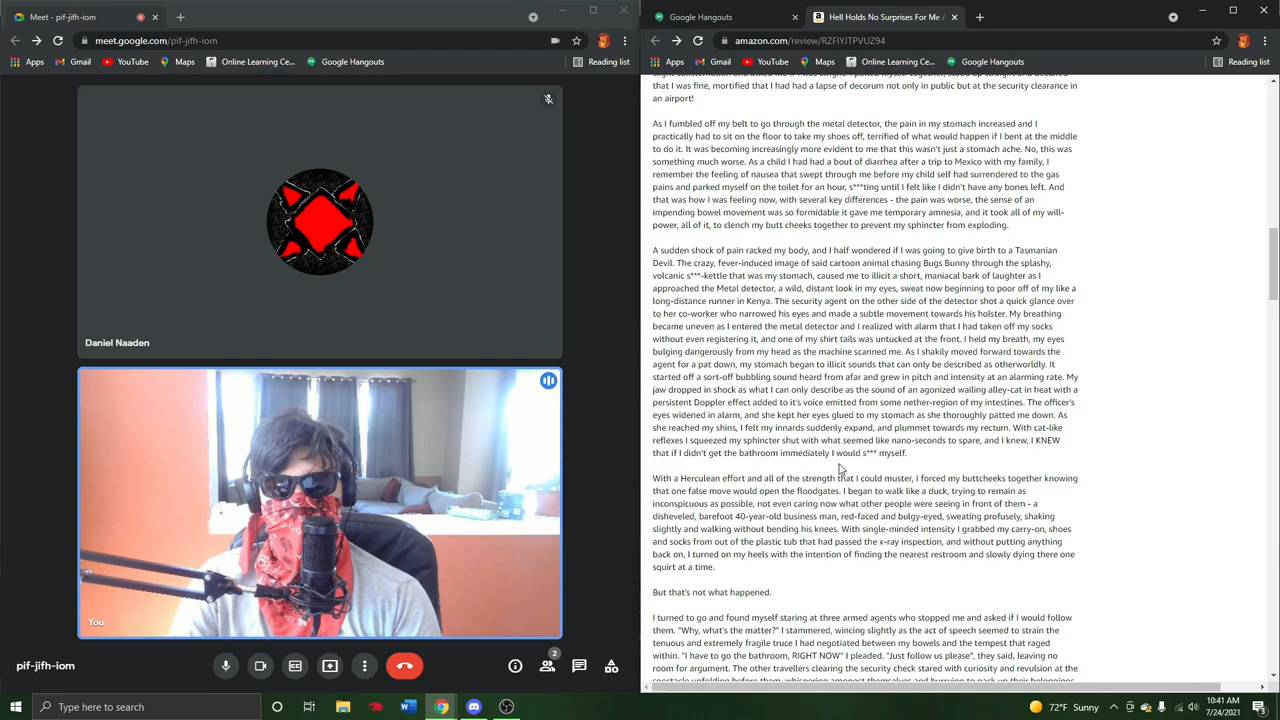 Meet - pif-jifh-iom
meet.google.com/pif-jifh-iom
Apps Gmail YouTube Maps Online Learning Ce... Google Hangouts Reading list
Daniel Naaden
You
pif-jifh-iom
2
Google Hangouts
Hell Holds No Surprises For Me A
amazon.com/review/RZFIYJTPVUZ94
Apps Gmail YouTube Maps Online Learning Ce... Google Hangouts Reading list
that I was fine, mortified that I had had a lapse of decorum not only in public but at the security clearance in
an airport!
As I fumbled off my belt to go through the metal detector, the pain in my stomach increased and I
practically had to sit on the floor to take my shoes off, terrified of what would happen if I bent at the middle
to do it. It was becoming increasingly more evident to me that this wasn't just a stomach ache. No, this was
something much worse. As a child I had had a bout of diarrhea after a trip to Mexico with my family, I
remember the feeling of nausea that swept through me before my child self had surrendered to the gas
pains and parked myself on the toilet for an hour, s***ting until I felt like I didn't have any bones left. And
that was how I was feeling now, with several key differences - the pain was worse, the sense of an
impending bowel movement was so formidable it gave me temporary amnesia, and it took all of my will-
power, all of it, to clench my butt cheeks together to prevent my sphincter from exploding.
A sudden shock of pain racked my body, and I half wondered if I was going to give birth to a Tasmanian
Devil. The crazy, fever-induced image of said cartoon animal chasing Bugs Bunny through the splashy,
volcanic s***-kettle that was my stomach, caused me to illicit a short, maniacal bark of laughter as I
approached the Metal detector, a wild, distant look in my eyes, sweat now beginning to poor off of my like a
long-distance runner in Kenya. The security agent on the other side of the detector shot a quick glance over
to her co-worker who narrowed his eyes and made a subtle movement towards his holster. My breathing
became uneven as I entered the metal detector and I realized with alarm that I had taken off my socks
without even registering it, and one of my shirt tails was untucked at the front. I held my breath, my eyes
bulging dangerously from my head as the machine scanned me. As I shakily moved forward towards the
agent for a pat down, my stomach began to illicit sounds that can only be described as otherworldly. It
started off a sort-off bubbling sound heard from afar and grew in pitch and intensity at an alarming rate. My
jaw dropped in shock as what I can only describe as the sound of an agonized wailing alley-cat in heat with a
persistent Doppler effect added to it's voice emitted from some nether-region of my intestines. The officer's
eyes widened in alarm, and she kept her eyes glued to my stomach as she thoroughly patted me down. As
she reached my shins, I felt my innards suddenly expand, and plummet towards my rectum. With cat-like
reflexes I squeezed my sphincter shut with what seemed like nano-seconds to spare, and I knew, I KNEW
that if I didn't get the bathroom immediately I would s*** myself.
With a Herculean effort and all of the strength that I could muster, I forced my buttcheeks together knowing
that one false move would open the floodgates. I began to walk like a duck, trying to remain as
inconspicuous as possible, not even caring now what other people were seeing in front of them - a
disheveled, barefoot 40-year-old business man, red-faced and bulgy-eyed, sweating profusely, shaking
slightly and walking without bending his knees. With single-minded intensity I grabbed my carry-on, shoes
and socks from out of the plastic tub that had passed the x-ray inspection, and without putting anything
back on, I turned on my heels with the intention of finding the nearest restroom and slowly dying there one
squirt at a time.
But that's not what happened.
I turned to go and found myself staring at three armed agents who stopped me and asked if I would follow
them. "Why, what's the matter?" I stammered, wincing slightly as the act of speech seemed to strain the
tenuous and extremely fragile truce I had negotiated between my bowels and the tempest that raged
within. "I have to go the bathroom, RIGHT NOW" I pleaded. "Just follow us please", they said, leaving no
room for argument. The other travellers clearing the security check stared with curiosity and revulsion at the
Type here to search
72°F Sunny
10:41 AM
7/24/2021